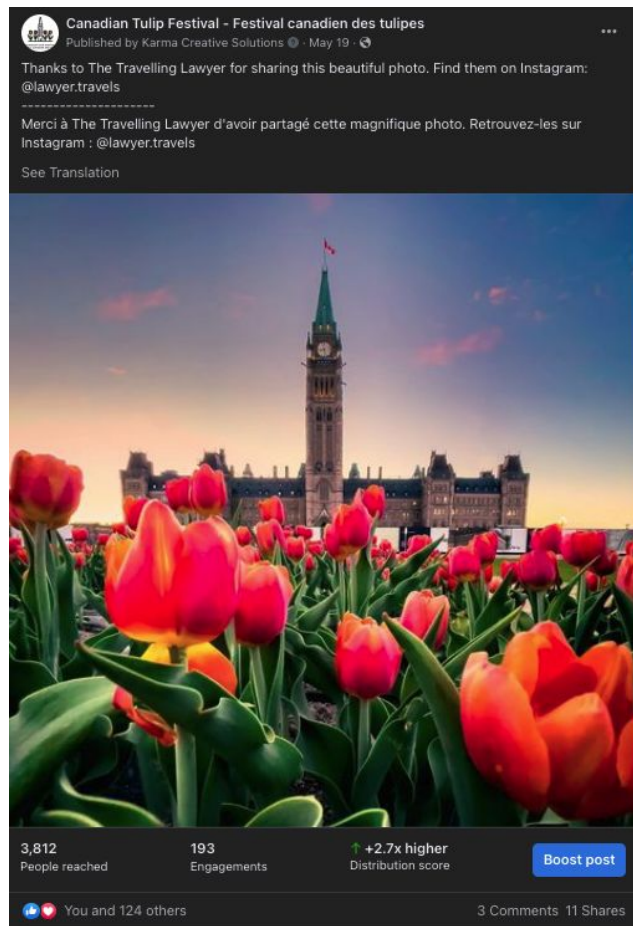 Canadian Tulip Festival - Festival canadien des tulipes
Published by Karma Creative Solutions · May 19 ·
Thanks to The Travelling Lawyer for sharing this beautiful photo. Find them on Instagram:
@lawyer.travels
---------------------
Merci à The Travelling Lawyer d'avoir partagé cette magnifique photo. Retrouvez-les sur
Instagram : @lawyer.travels
See Translation
3,812 193 +2.7x higher
People reached Engagements Distribution score Boost post
You and 124 others 3 Comments 11 Shares